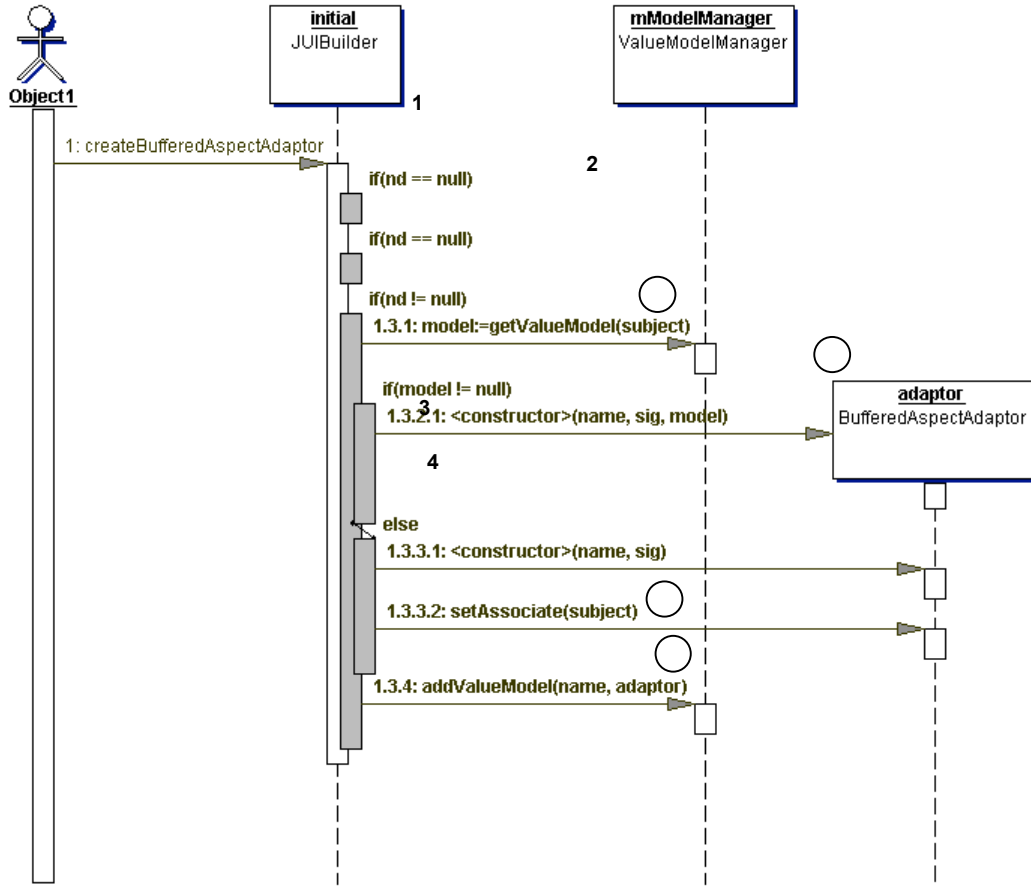 initial
JUIBuilder
mModelManager
ValueModelManager
Object1
1
1: createBufferedAspectAdaptor
2
if(nd == null)
if(nd == null)
if(nd != null)
1.3.1: model:=getValueModel(subject)
if(model != null)
adaptor
BufferedAspectAdaptor
3
1.3.2.1: <constructor>(name, sig, model)
4
else
1.3.3.1: <constructor>(name, sig)
1.3.3.2: setAssociate(subject)
1.3.4: addValueModel(name, adaptor)